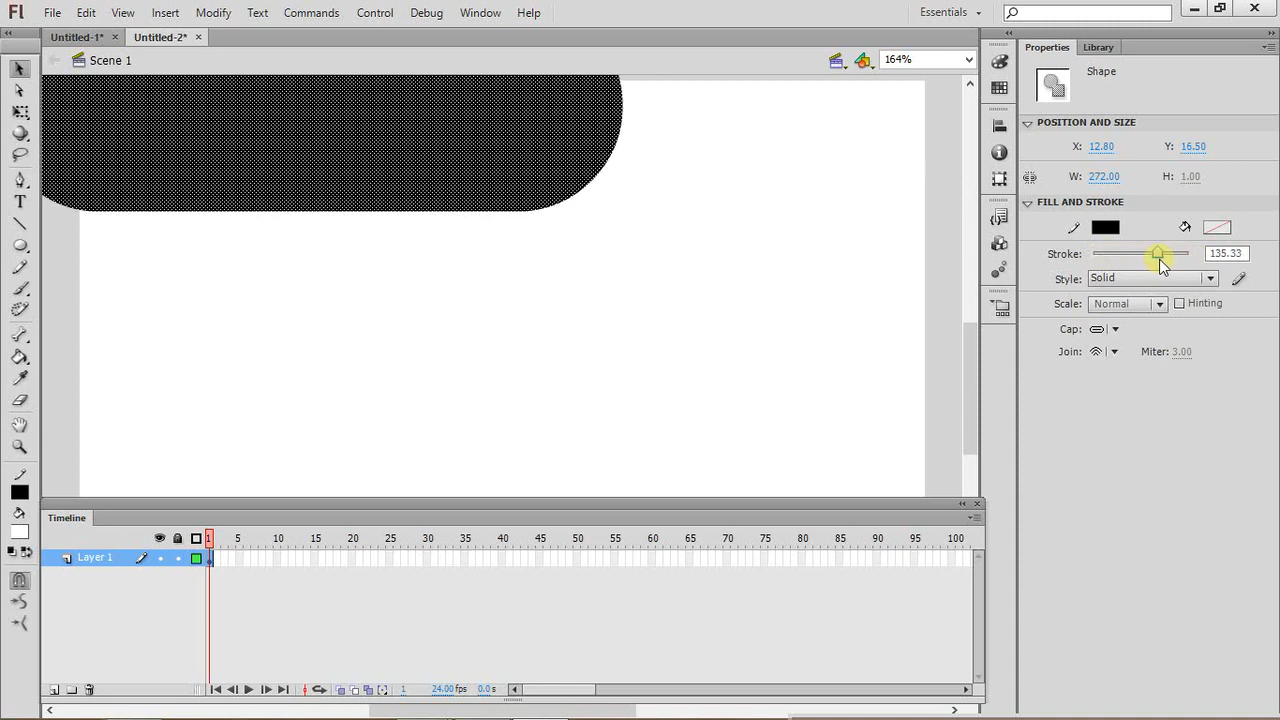 Fl File Edit View Insert Modify Text Commands Control Debug Window Help Essentials
Untitled-1* × Untitled-2* ×
Scene 1 164%
Properties Library
Shape
POSITION AND SIZE
X: 12.80 Y: 16.50
W: 272.00 H: 1.00
FILL AND STROKE
Stroke: 135.33
Style: Solid
Scale: Normal Hinting
Cap:
Join: Miter: 3.00
T
Timeline
1 5 10 15 20 25 30 35 40 45 50 55 60 65 70 75 80 85 90 95 100
Layer 1
1 24.00 fps 0.0 s